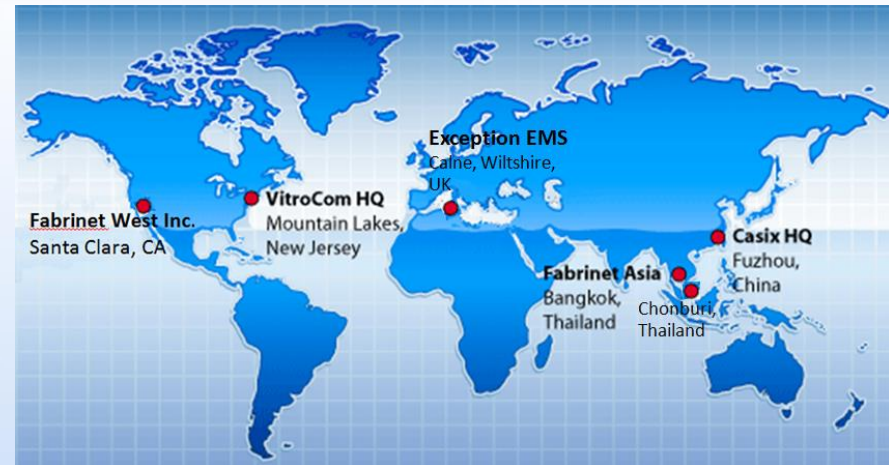 Exception EMS
Calne, Wiltshire,
UK
VitroCom HQ
Mountain Lakes,
New Jersey
Fabrinet West Inc.
Santa Clara, CA
Casix HQ
Fuzhou,
China
Fabrinet Asia
Bangkok,
Thailand
Chonburi,
Thailand